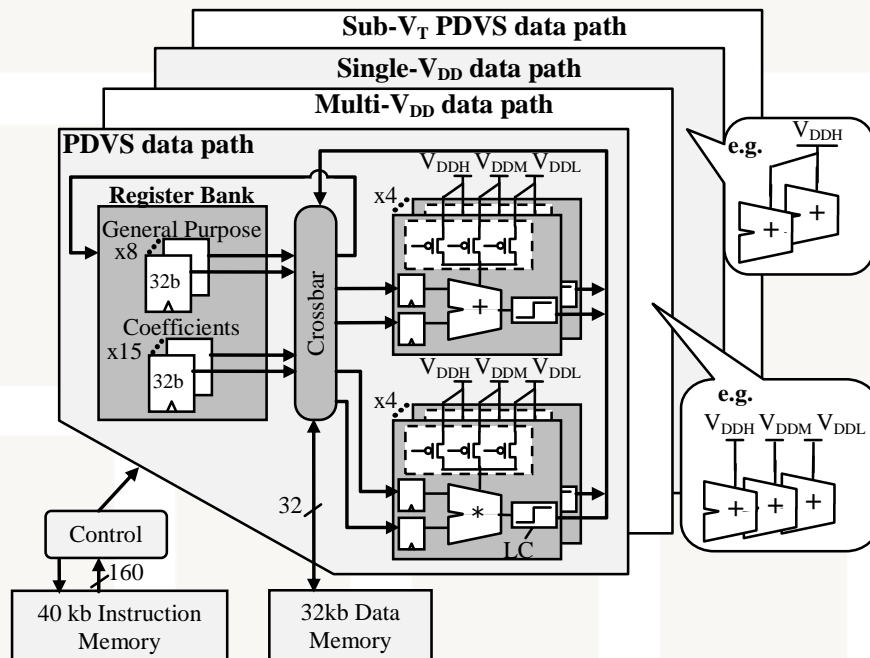 Sub-VT PDVS data path
Single-VDD data path
Multi-VDD data path
PDVS data path
Register Bank
General Purpose
x8
32b
Coefficients
x15
32b
Crossbar
VDDH VDDM VDDL
x4
+
VDDH VDDM VDDL
x4
*
LC
e.g.
VDDH
+
+
e.g.
VDDH VDDM VDDL
+ + +
32
Control
160
40 kb Instruction
Memory
32kb Data
Memory